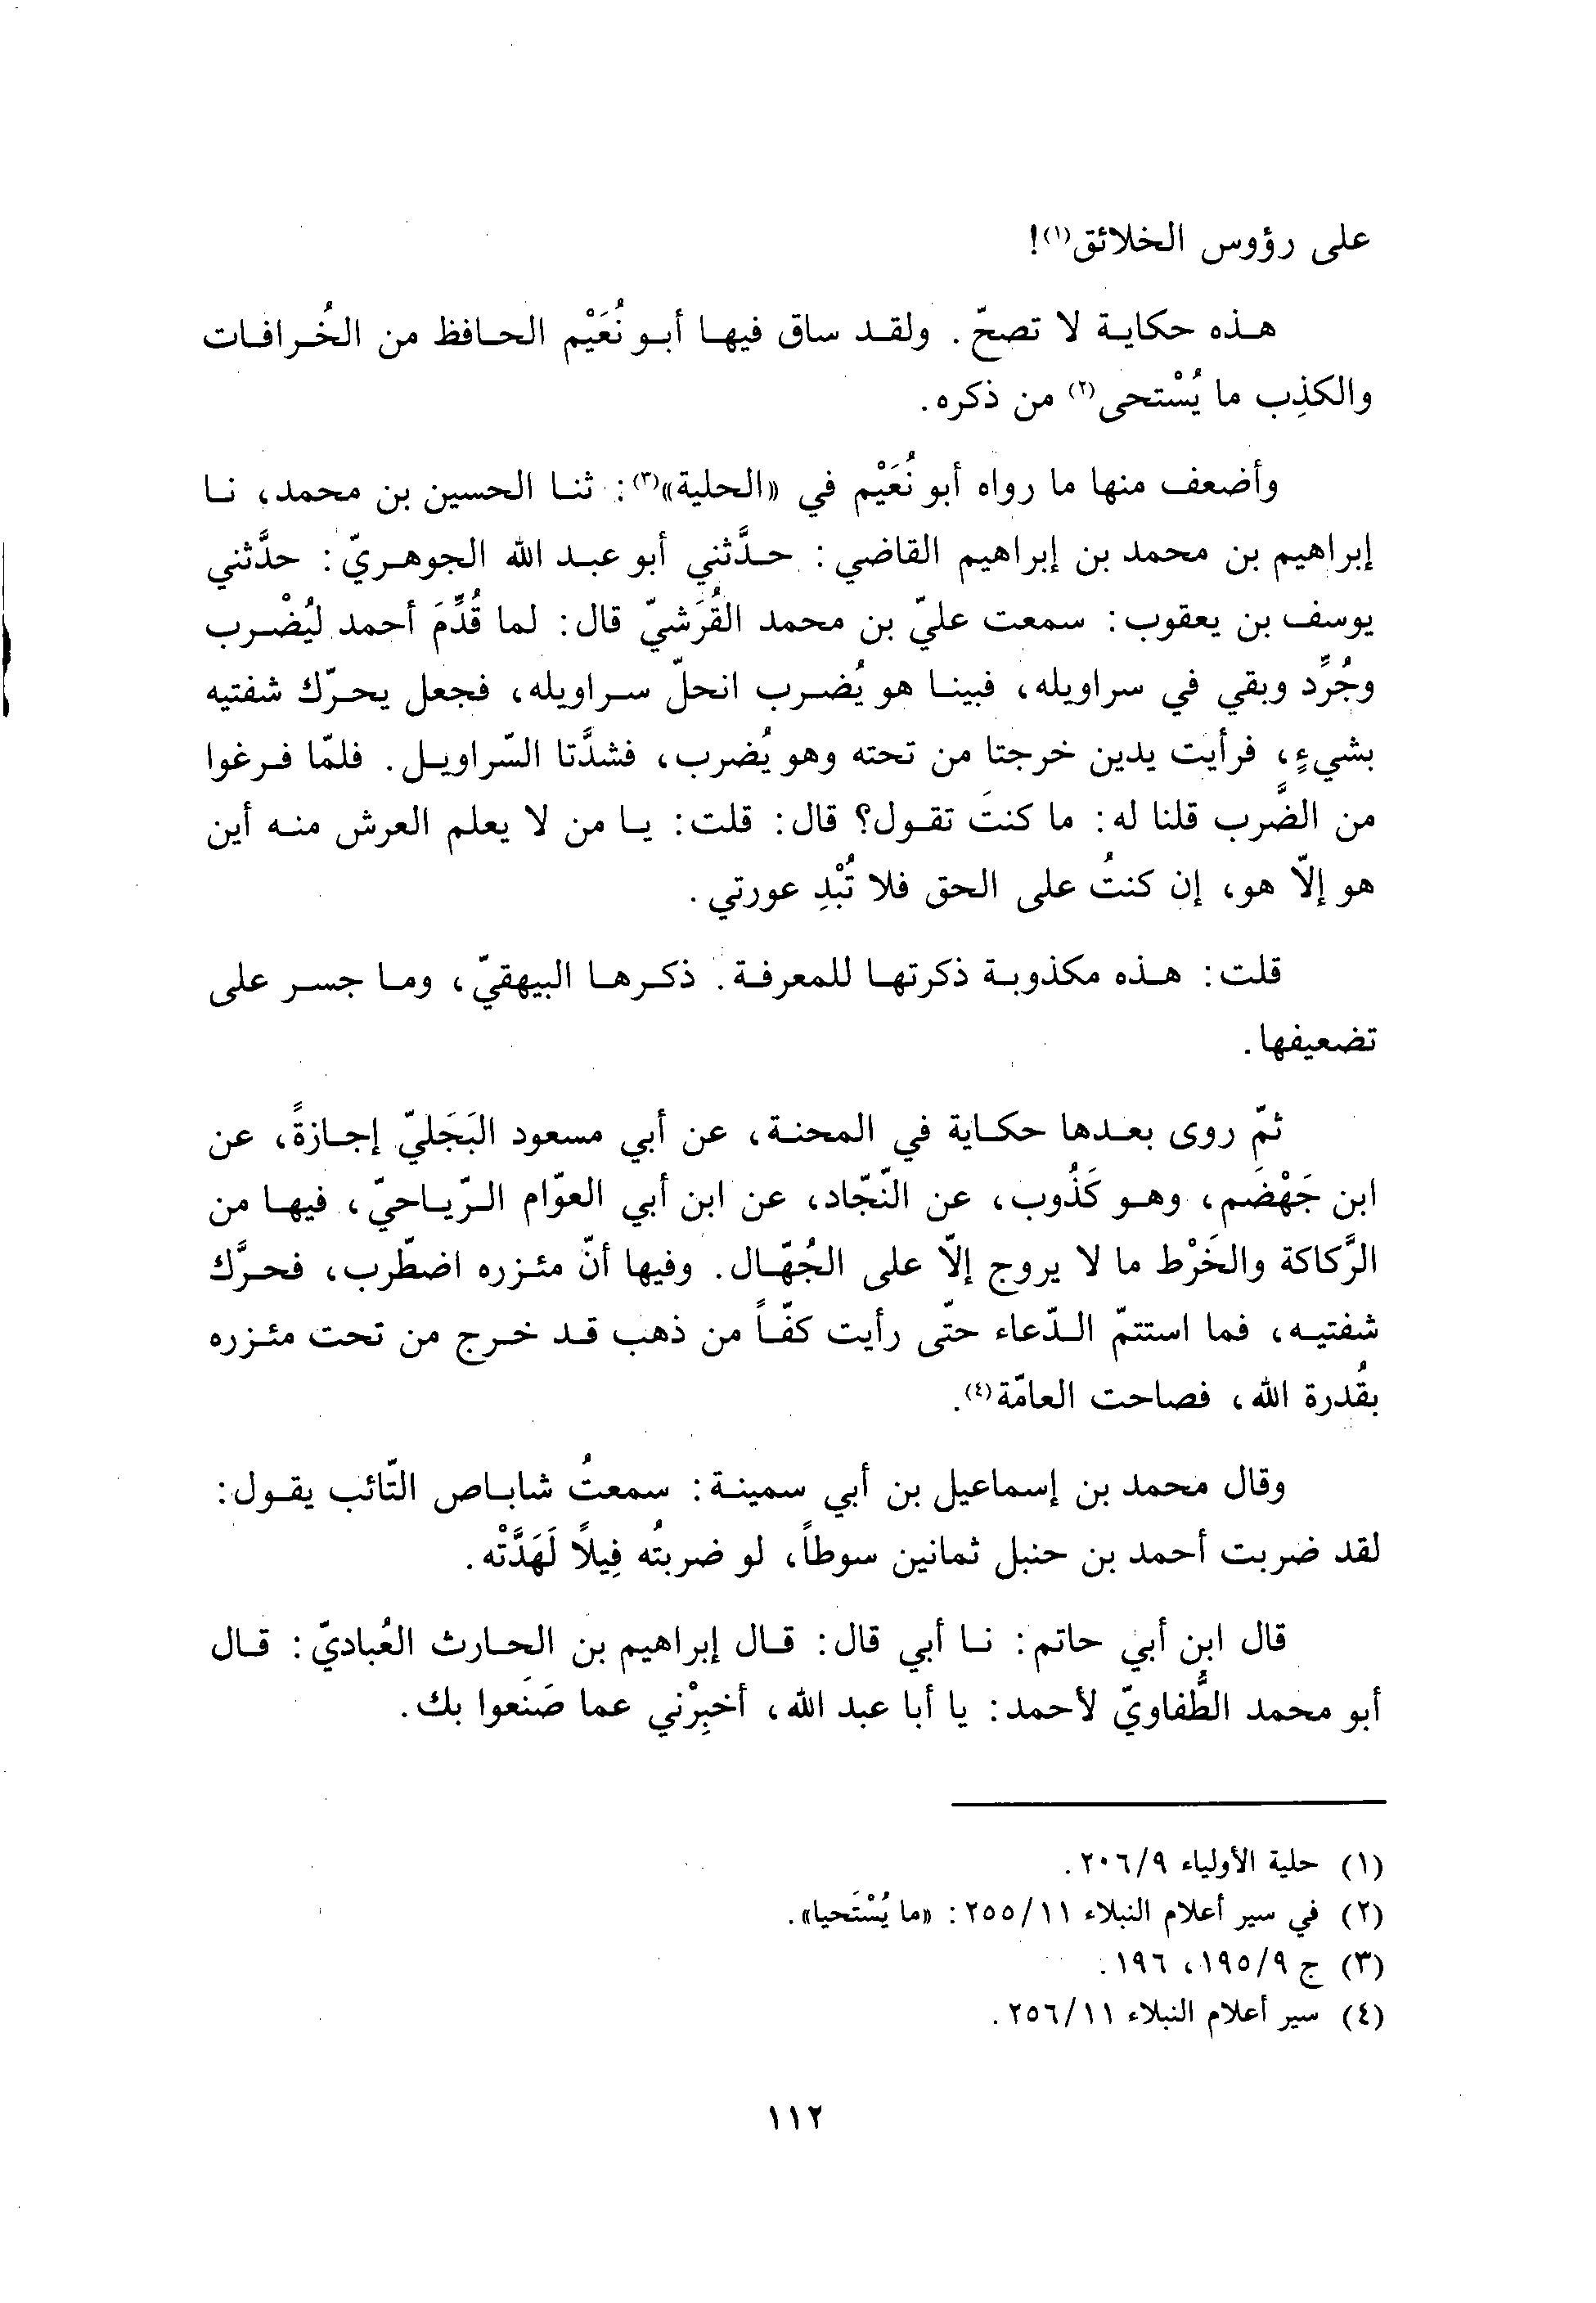 على رؤوس الخلائق(١)!
هذه حكاية لا تصحّ. ولقد ساق فيها أبو نُعَيْم الحافظ من الخُرافات
والكذِب ما يُسْتحى(٢) من ذكره.
وأضعف منها ما رواه أبو نُعَيْم في «الحلية»(٣): ثنا الحسين بن محمد، نا
إبراهيم بن محمد بن إبراهيم القاضي: حدَّثني أبو عبد الله الجوهريّ: حدَّثني
يوسف بن يعقوب: سمعت عليّ بن محمد القُرَشيّ قال: لما قُدِّمَ أحمد ليُضْرب
وجُرِّد وبقي في سراويله، فبينا هو يُضرب انحلّ سراويله، فجعل يحرّك شفتيه
بشيءٍ، فرأيت يدين خرجتا من تحته وهو يُضرب، فشدَّتا السّراويل. فلمّا فرغوا
من الضَّرب قلنا له: ما كنتَ تقول؟ قال: قلت: يا من لا يعلم العرش منه أين
هو إلّا هو، إن كنتُ على الحق فلا تُبْدِ عورتي.
قلت: هذه مكذوبة ذكرتها للمعرفة. ذكرها البيهقيّ، وما جسر على
تضعيفها.
ثمّ روى بعدها حكاية في المحنة، عن أبي مسعود البَجَليّ إجازةً، عن
ابن جَهْضَم، وهو كَذُوب، عن النّجّاد، عن ابن أبي العوّام الرّياحيّ، فيها من
الرَّكاكة والخَرْط ما لا يروج إلّا على الجُهّال. وفيها أنّ مئزره اضطّرب، فحرَّك
شفتيه، فما استتمّ الدّعاء حتّى رأيت كفّاً من ذهب قد خرج من تحت مئزره
بقُدرة الله، فصاحت العامّة(٤).
وقال محمد بن إسماعيل بن أبي سمينة: سمعتُ شاباص التّائب يقول:
لقد ضربت أحمد بن حنبل ثمانين سوطاً، لو ضربتُه فِيلاً لَهَدَّتْه.
قال ابن أبي حاتم: نا أبي قال: قال إبراهيم بن الحارث العُباديّ: قال
أبو محمد الطُّفاويّ لأحمد: يا أبا عبد الله، أخبِرْني عما صَنَعوا بك.
(١) حلية الأولياء ٢٠٦/٩.
(٢) في سير أعلام النبلاء ٢٥٥/١١: «ما يُسْتَحيا».
(٣) ج ١٩٥/٩، ١٩٦.
(٤) سير أعلام النبلاء ٢٥٦/١١.
١١٢